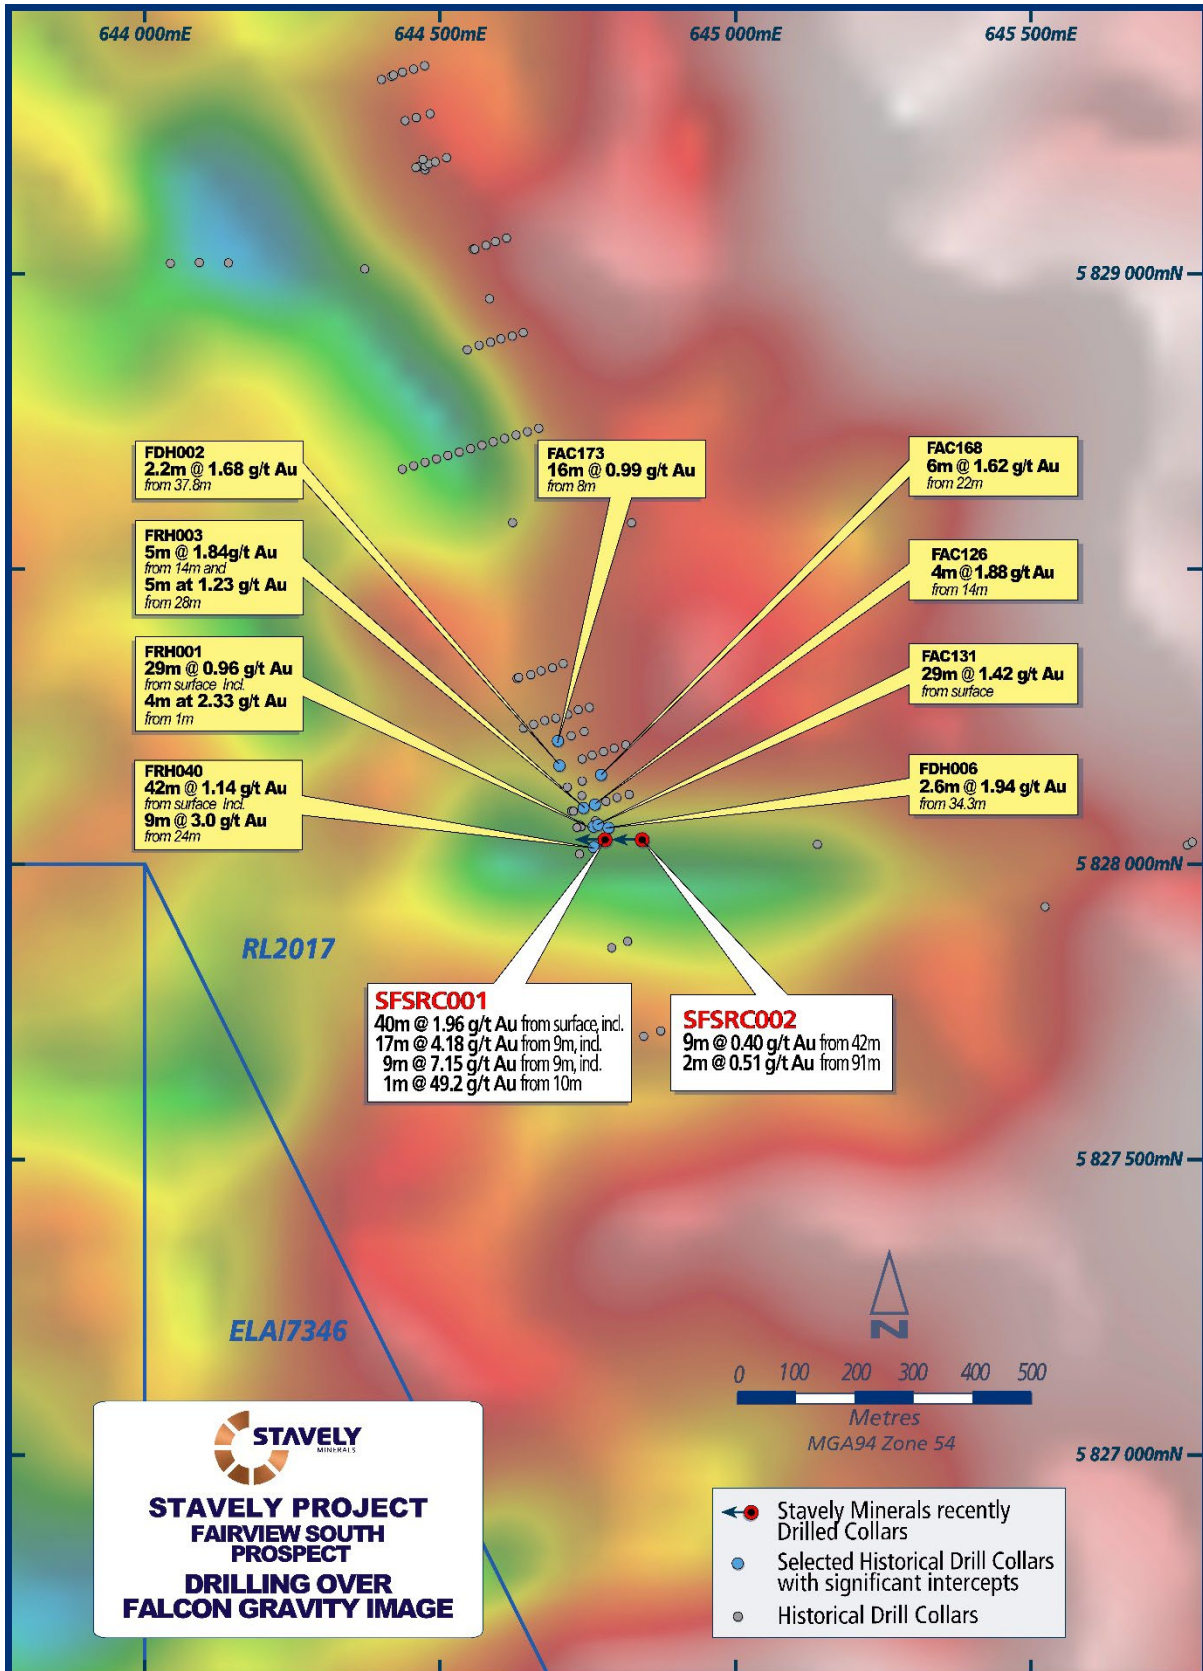 644 000mE
644 500mE
645 000mE
645 500mE
5 829 000mN
FDH002
2.2m @ 1.68 g/t Au
from 37.8m
FAC173
16m @ 0.99 g/t Au
from 8m
FAC168
6m @ 1.62 g/t Au
from 22m
FRH003
5m @ 1.84g/t Au
from 14m and
5m at 1.23 g/t Au
from 28m
FAC126
4m @1.88 g/t Au
from 14m
FRH001
29m @ 0.96 g/t Au
from surface Incl.
4m at 2.33 g/t Au
from 1m
FAC131
29m @ 1.42 g/t Au
from surface
FRH040
42m @ 1.14 g/t Au
from surface Incl.
9m @ 3.0 g/t Au
from 24m
FDH006
2.6m @ 1.94 g/t Au
from 34.3m
5 828 000mN
RL2017
SFSRC001
40m @ 1.96 g/t Au from surface, incl.
17m @ 4.18 g/t Au from 9m, incl.
9m @ 7.15 g/t Au from 9m, incl.
1m @ 49.2 g/t Au from 10m
SFSRC002
9m @ 0.40 g/t Au from 42m
2m @ 0.51 g/t Au from 91m
5 827 500mN
ELA/7346
N
0 100 200 300 400 500
Metres
MGA94 Zone 54
5 827 000mN
STAVELY
MINERALS
STAVELY PROJECT
FAIRVIEW SOUTH
PROSPECT
DRILLING OVER
FALCON GRAVITY IMAGE
Stavely Minerals recently
Drilled Collars
Selected Historical Drill Collars
with significant intercepts
Historical Drill Collars